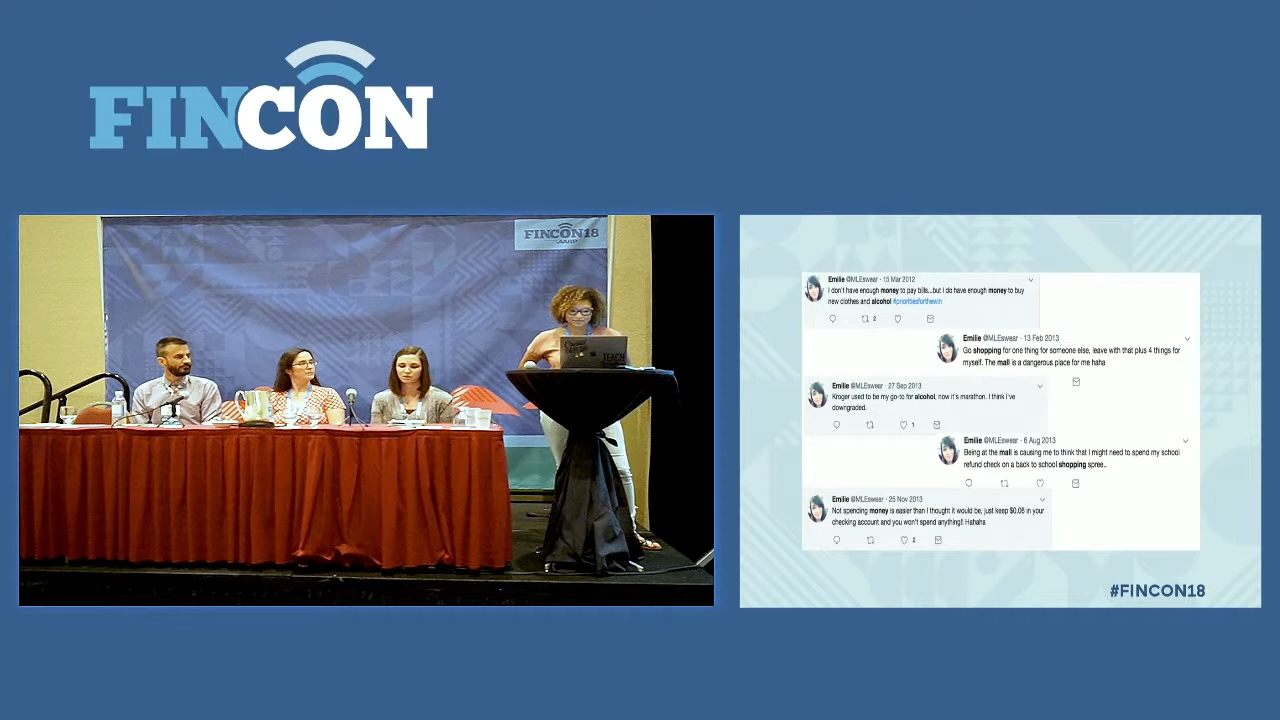 FINCON
FINCON18
Emilie @MLEswear · 15 Mar 2012
I don't have enough money to pay bills...but I do have enough money to buy
new clothes and alcohol #prioritiesforthewin
2
Emilie @MLEswear · 13 Feb 2013
Go shopping for one thing for someone else, leave with that plus 4 things for
myself. The mall is a dangerous place for me haha
Emilie @MLEswear · 27 Sep 2013
Kroger used to be my go-to for alcohol, now it's marathon. I think I've
downgraded.
1
Emilie @MLEswear · 6 Aug 2013
Being at the mall is causing me to think that I might need to spend my school
refund check on a back to school shopping spree..
Emilie @MLEswear · 25 Nov 2013
Not spending money is easier than I thought it would be, just keep $0.06 in your
checking account and you won't spend anything!! Hahaha
2
TEACH
#FINCON18